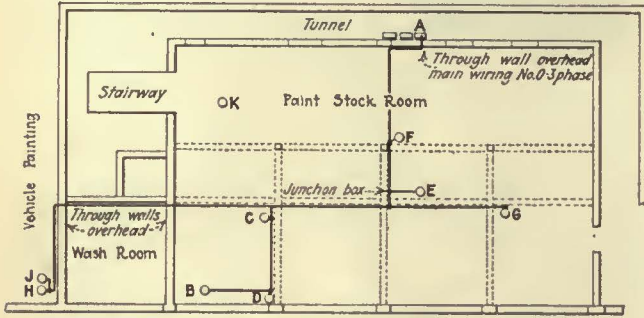 Tunnel
A
Through wall overhead
main wiring No.0-3 phase
Stairway
K
Paint Stock Room
F
Vehicle Painting
Junction box
E
C
G
Through walls
overhead
Wash Room
J
H
B
D